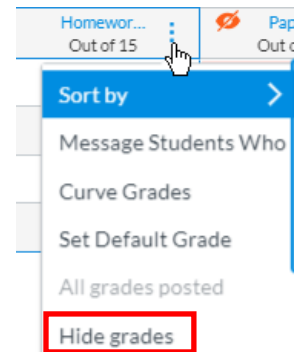 Homewor...
Out of 15
Pap
Out o
Sort by
Message Students Who
Curve Grades
Set Default Grade
All grades posted
Hide grades